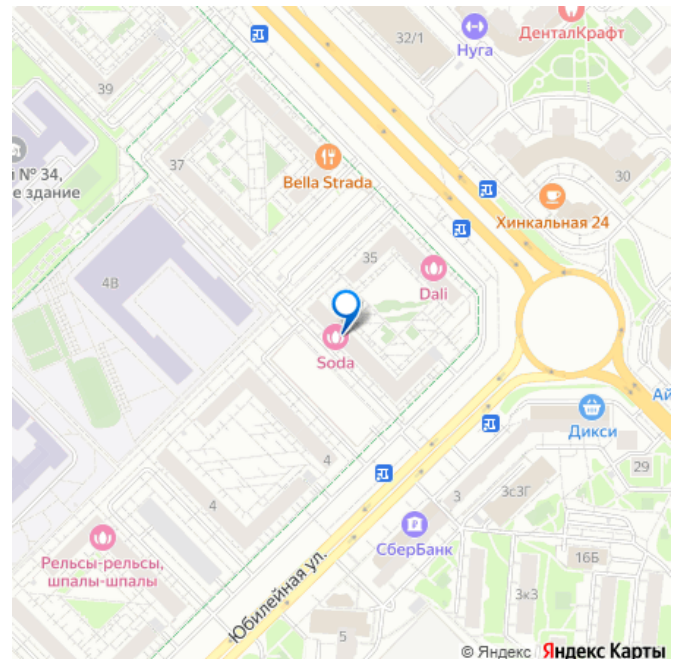 32/1
ДенталКрафт
Нуга
39
37
№ 34,
е здание
Bella Strada
30
Хинкальная 24
35
Dali
4В
Soda
Дикси
Ай
29
4
4
3
3с3Г
СберБанк
Рельсы-рельсы,
шпалы-шпалы
16Б
3к3
Юбилейная ул.
5
© Яндекс Яндекс Карты